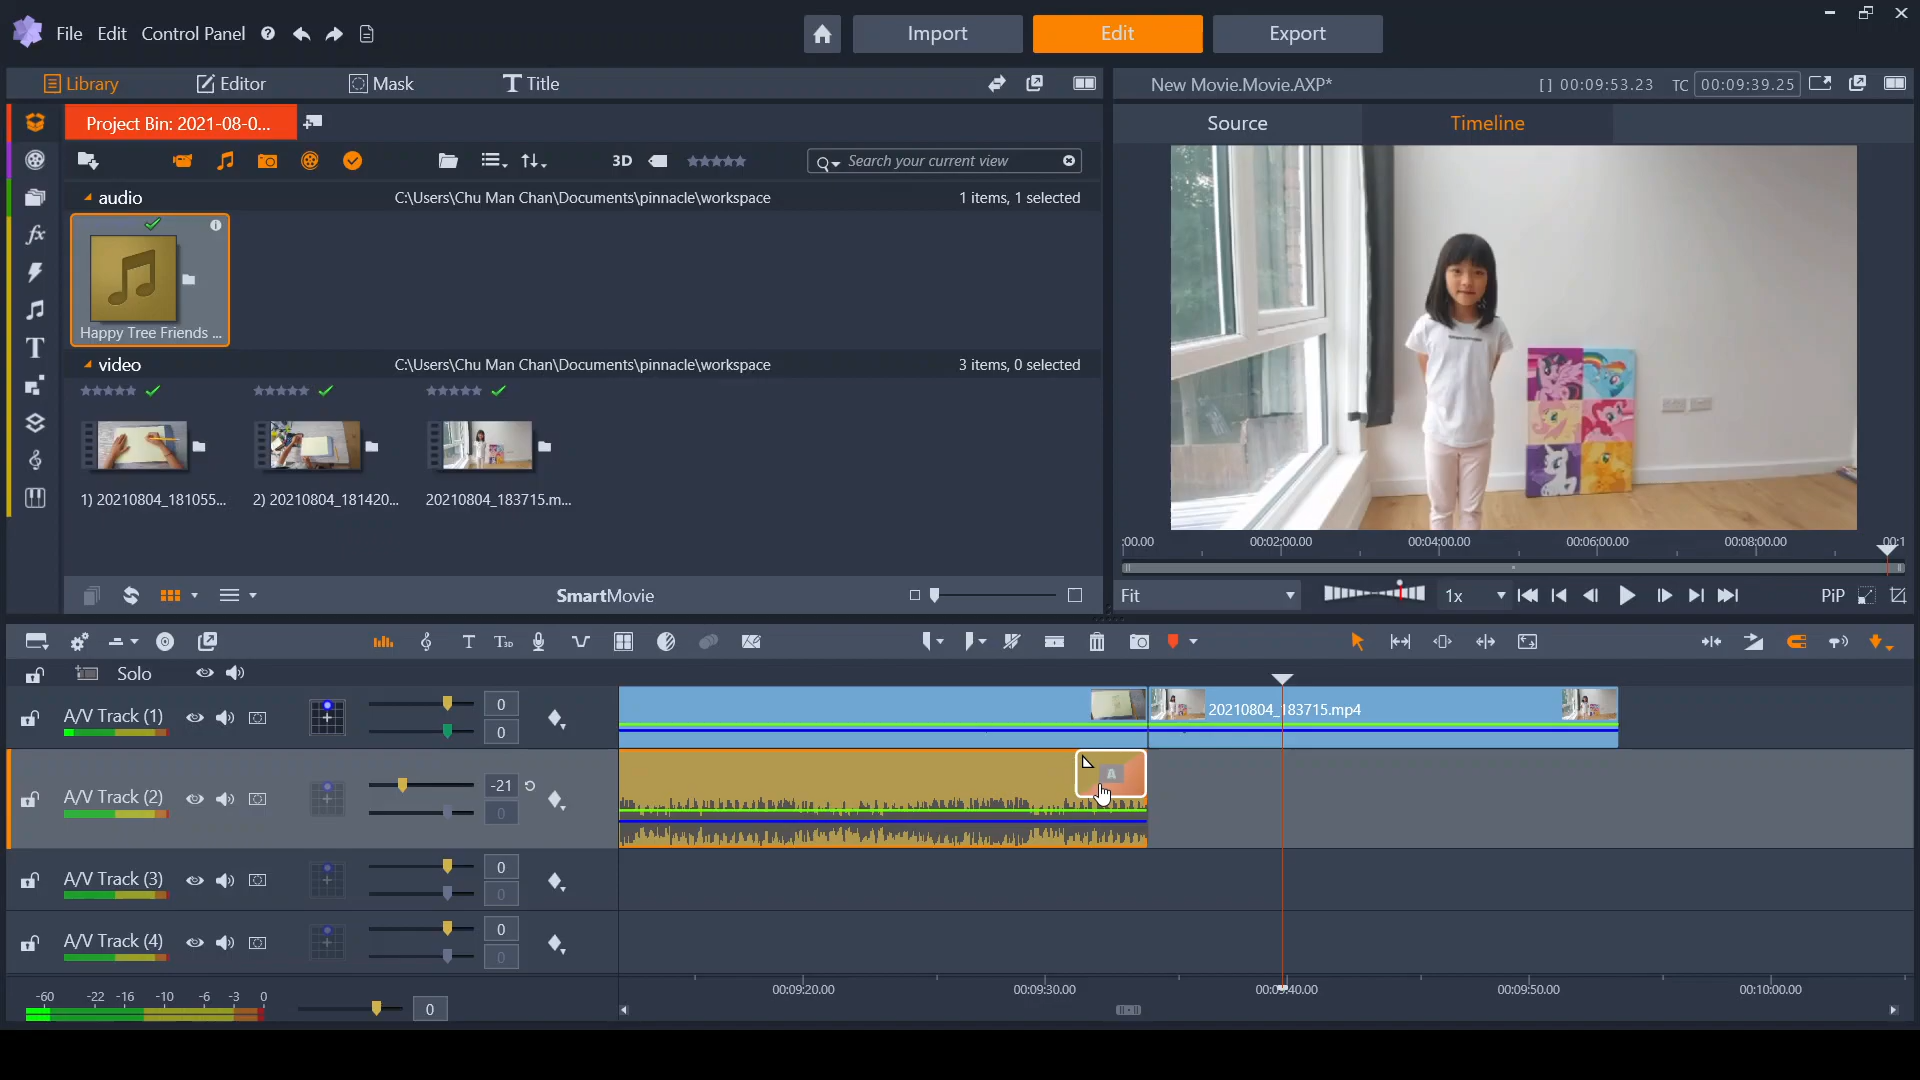 File Edit Control Panel
Import Edit Export
Library Editor Mask Title
New Movie.Movie.AXP* [ ] 00:09:53.23 TC 00:09:39.25
Project Bin: 2021-08-0...
Source Timeline
3D Search your current view
audio C:\Users\Chu Man Chan\Documents\pinnacle\workspace 1 items, 1 selected
Happy Tree Friends ...
video C:\Users\Chu Man Chan\Documents\pinnacle\workspace 3 items, 0 selected
1) 20210804_181055... 2) 20210804_181420... 20210804_183715.m...
:00.00 00:02:00.00 00:04:00.00 00:06:00.00 00:08:00.00 00:1
SmartMovie
Fit 1x PiP
Solo
A/V Track (1) 0
0
20210804_183715.mp4
A/V Track (2) -21
0
A
A/V Track (3) 0
0
A/V Track (4) 0
0
-60 -22 -16 -10 -6 -3 0
0
00:09:20.00 00:09:30.00 00:09:40.00 00:09:50.00 00:10:00.00